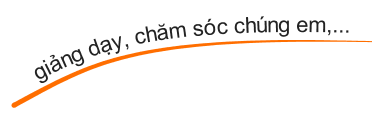 giảng dạy, chăm sóc chúng em,...